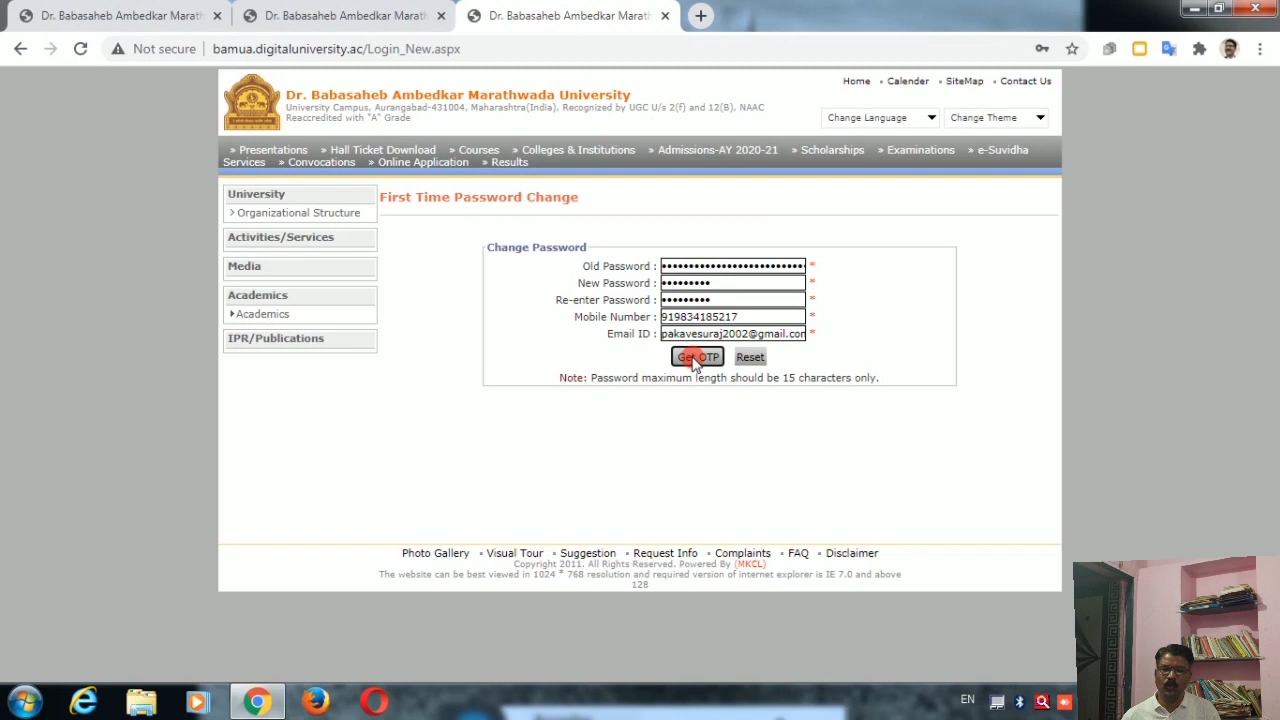 Dr. Babasaheb Ambedkar Marath
Dr. Babasaheb Ambedkar Marath
Dr. Babasaheb Ambedkar Marath
Not secure
bamua.digitaluniversity.ac/Login_New.aspx
Home • Calender • SiteMap • Contact Us
Dr. Babasaheb Ambedkar Marathwada University
University Campus, Aurangabad-431004, Maharashtra(India), Recognized by UGC U/s 2(f) and 12(B), NAAC
Reaccredited with "A" Grade
Change Language
Change Theme
» Presentations » Hall Ticket Download » Courses » Colleges & Institutions » Admissions-AY 2020-21 » Scholarships » Examinations » e-Suvidha
Services » Convocations » Online Application » Results
University
Organizational Structure
Activities/Services
Media
Academics
Academics
IPR/Publications
First Time Password Change
Change Password
Old Password : *
New Password : *
Re-enter Password : *
Mobile Number : 919834185217 *
Email ID : pakavesuraj2002@gmail.com *
Get OTP Reset
Note: Password maximum length should be 15 characters only.
Photo Gallery • Visual Tour • Suggestion • Request Info • Complaints • FAQ • Disclaimer
Copyright 2011. All Rights Reserved. Powered By (MKCL)
The website can be best viewed in 1024 * 768 resolution and required version of internet explorer is IE 7.0 and above
128
EN